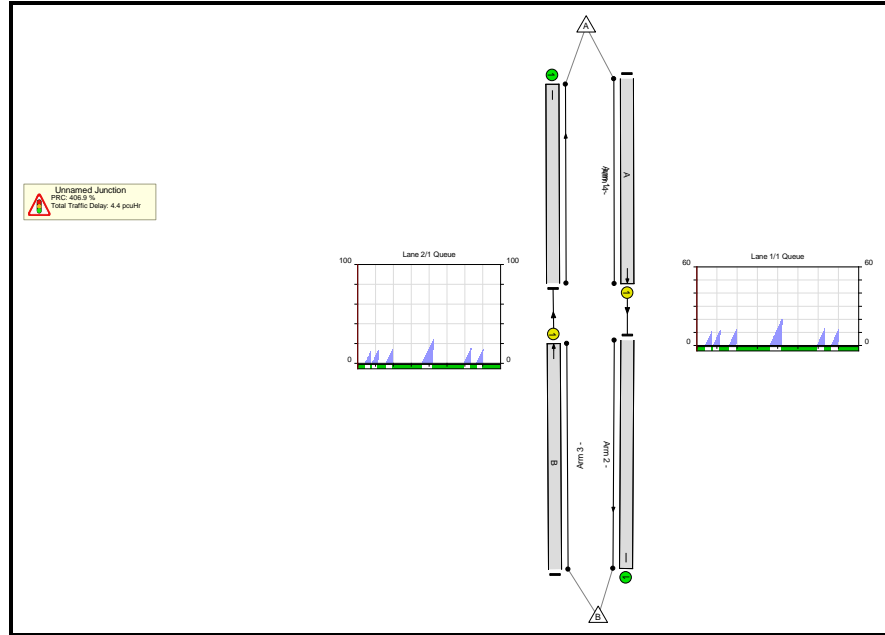 A
A
Unnamed Junction
PRC: 406.9 %
Total Traffic Delay: 4.4 pcuHr
Lane 2/1 Queue
100
100
0
0
Lane 1/1 Queue
60
60
0
0
Arm 3 -
Arm 2 -
B
B